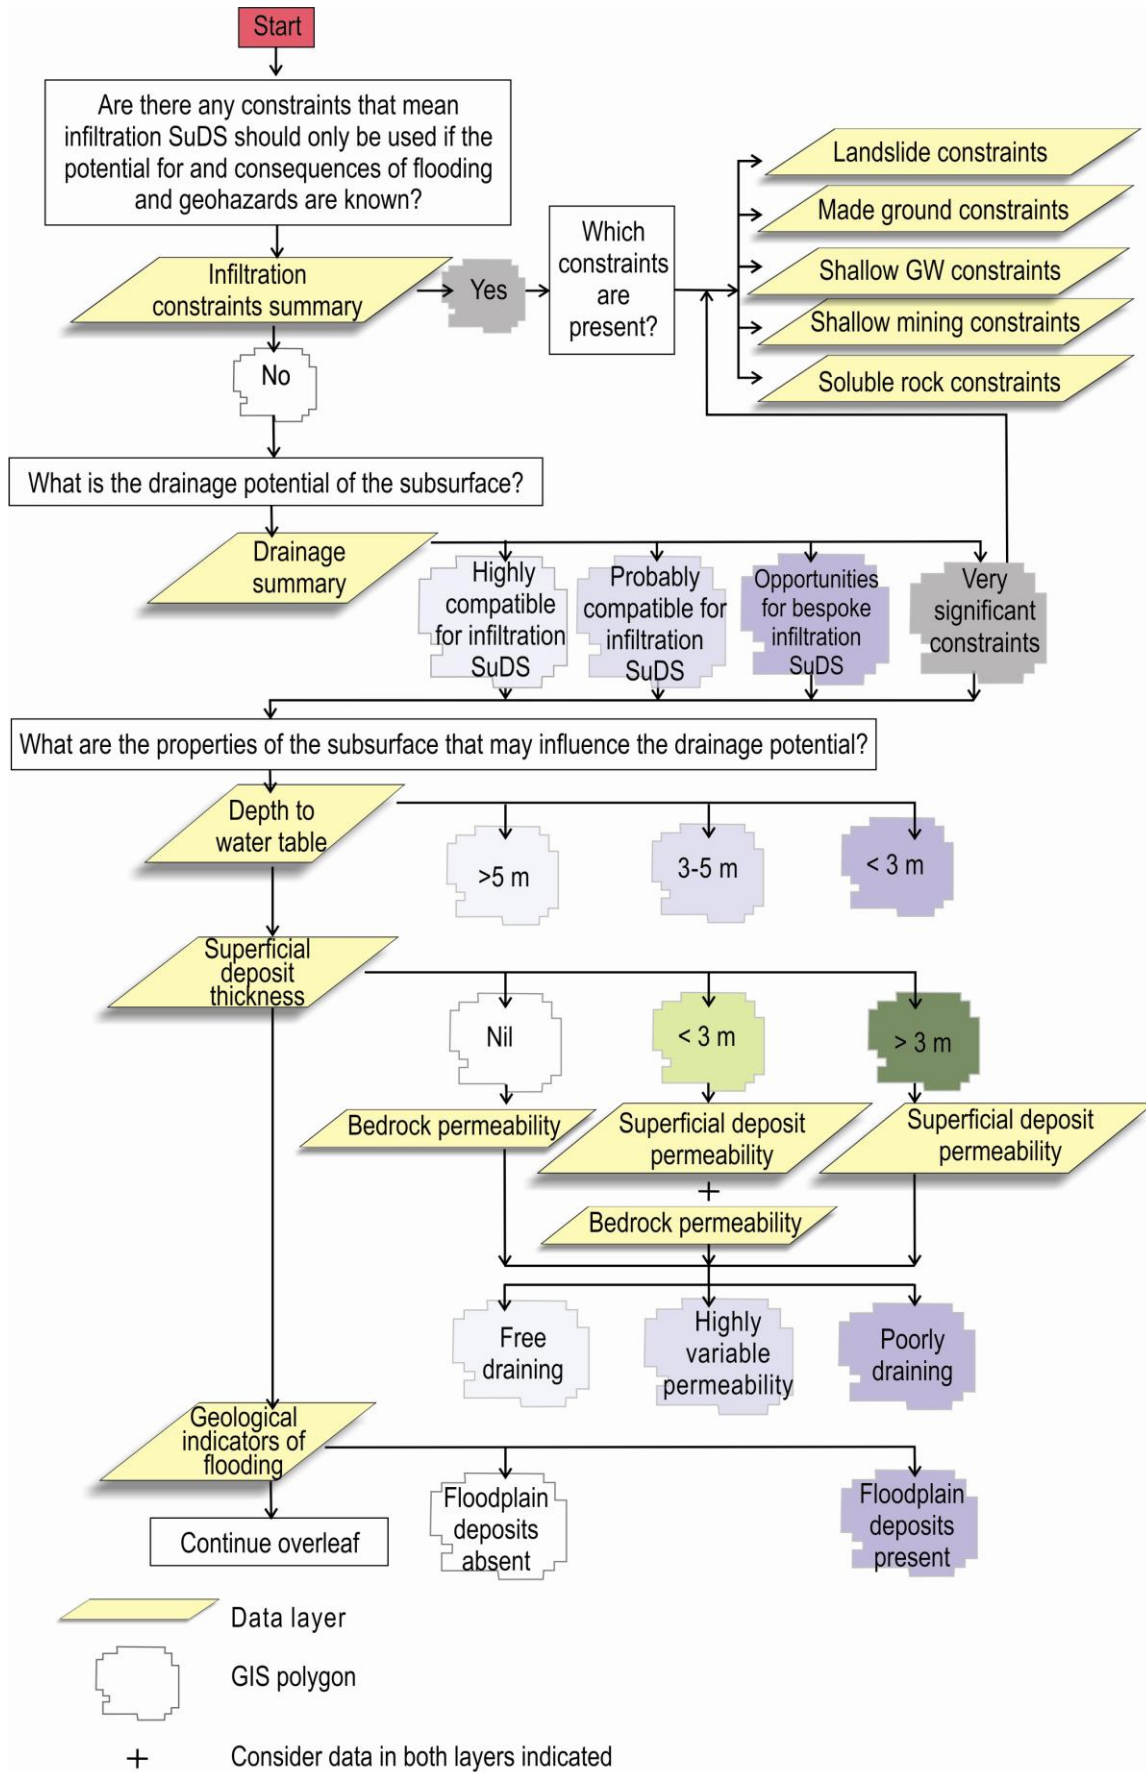 Start
Are there any constraints that mean
infiltration SuDS should only be used if the
potential for and consequences of flooding
and geohazards are known?
Infiltration
constraints summary
Yes
Which
constraints
are
present?
Landslide constraints
Made ground constraints
Shallow GW constraints
Shallow mining constraints
Soluble rock constraints
No
What is the drainage potential of the subsurface?
Drainage
summary
Highly
compatible
for infiltration
SuDS
Probably
compatible for
infiltration
SuDS
Opportunities
for bespoke
infiltration
SuDS
Very
significant
constraints
What are the properties of the subsurface that may influence the drainage potential?
Depth to
water table
>5 m
3-5 m
< 3 m
Superficial
deposit
thickness
Nil
< 3 m
> 3 m
Bedrock permeability
Superficial deposit
permeability
+
Bedrock permeability
Superficial deposit
permeability
Free
draining
Highly
variable
permeability
Poorly
draining
Geological
indicators of
flooding
Floodplain
deposits
absent
Floodplain
deposits
present
Continue overleaf
Data layer
GIS polygon
+ Consider data in both layers indicated